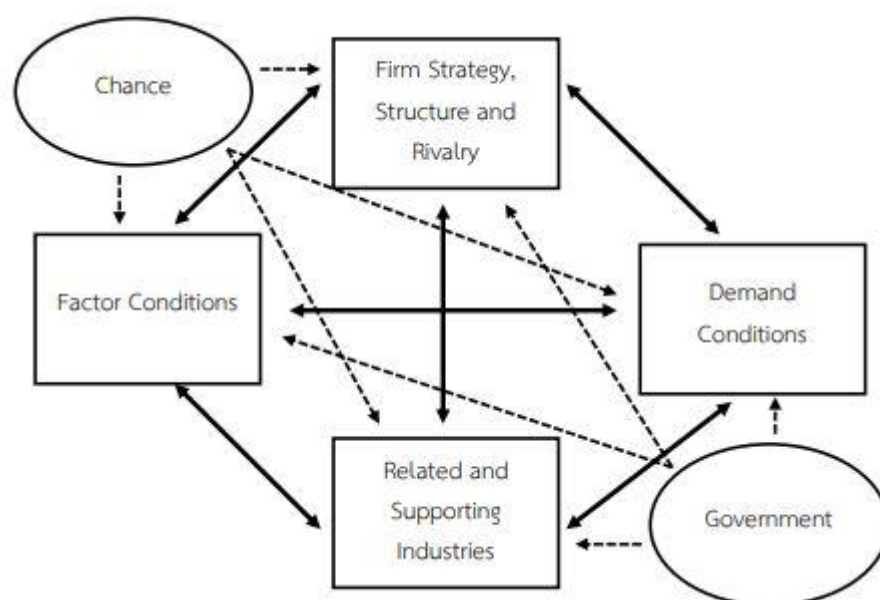 Chance
Firm Strategy,
Structure and
Rivalry
Factor Conditions
Demand
Conditions
Related and
Supporting
Industries
Government